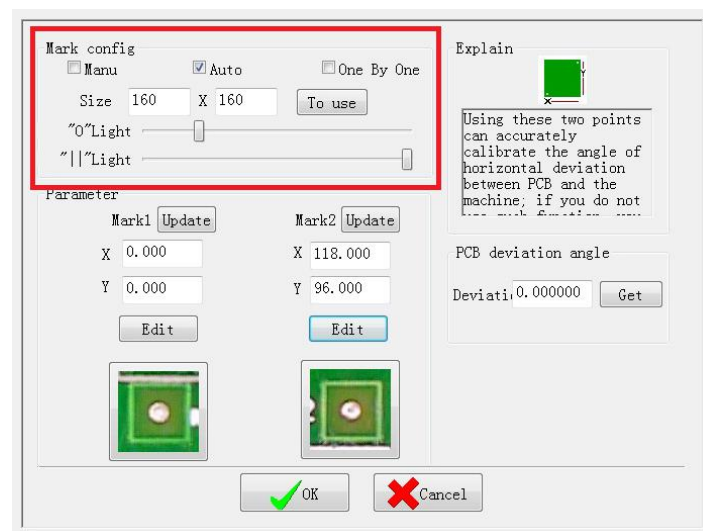 Mark config
Manu
Auto
One By One
Size 160 X 160
To use
"O"Light
"||"Light
Explain
Y
X
Using these two points
can accurately
calibrate the angle of
horizontal deviation
between PCB and the
machine; if you do not
Parameter
Mark1 Update
X 0.000
Y 0.000
Edit
Mark2 Update
X 118.000
Y 96.000
Edit
PCB deviation angle
Deviati 0.000000 Get
OK
Cancel